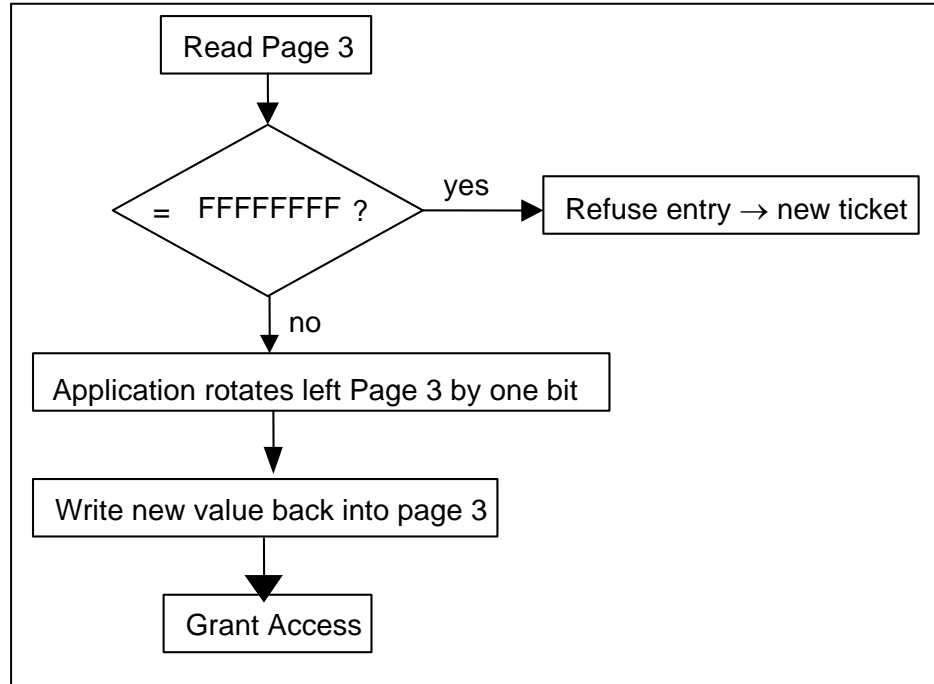 Read Page 3
= FFFFFFFF ?
yes
Refuse entry → new ticket
no
Application rotates left Page 3 by one bit
Write new value back into page 3
Grant Access